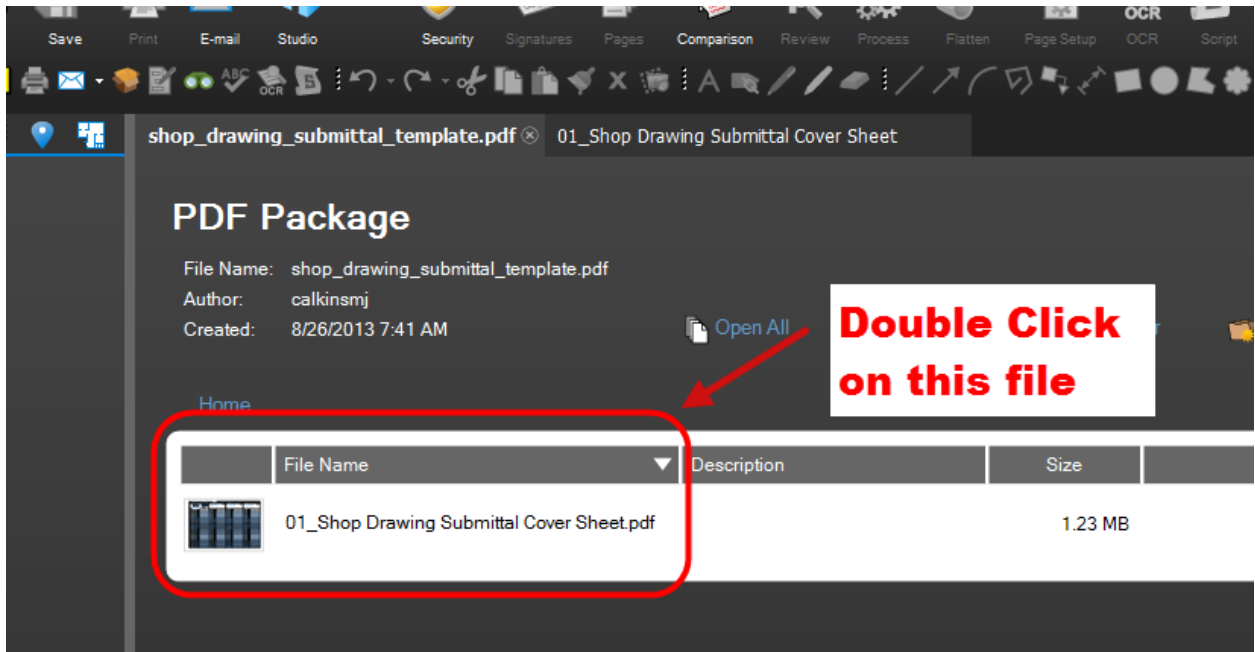 OCR
Save Print E-mail Studio Security Signatures Pages Comparison Review Process Flatten Page Setup OCR Script
ABC OCR S A
shop_drawing_submittal_template.pdf 01_Shop Drawing Submittal Cover Sheet
PDF Package
File Name: shop_drawing_submittal_template.pdf
Author: calkinsmj
Created: 8/26/2013 7:41 AM
Open All
Double Click
on this file
Home
File Name Description Size
01_Shop Drawing Submittal Cover Sheet.pdf 1.23 MB